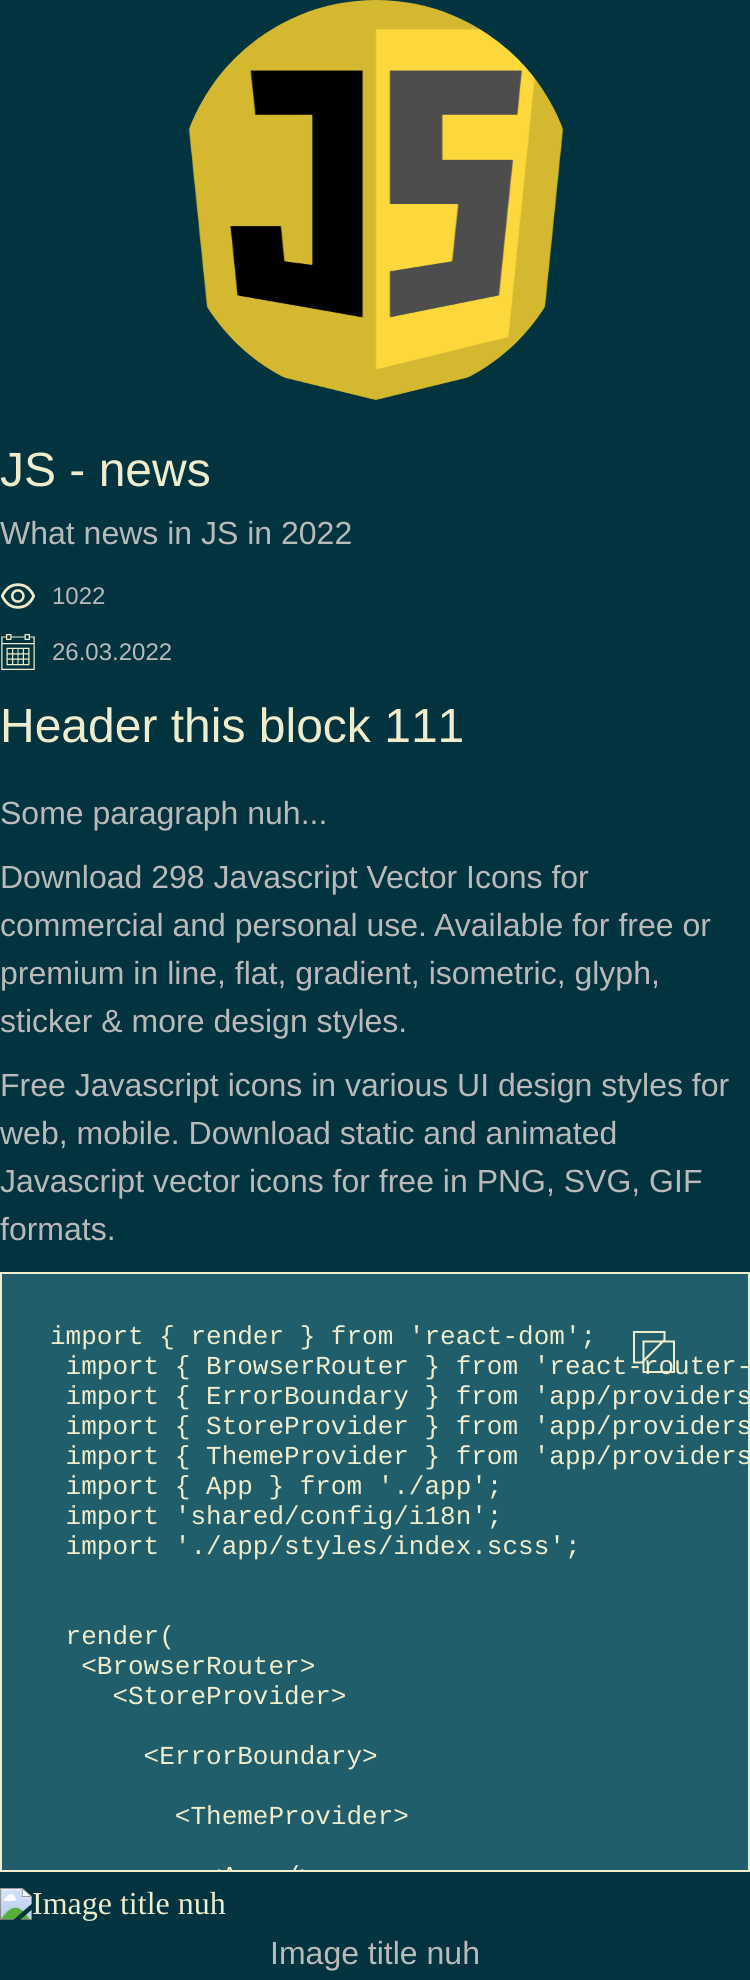 JS
JS - news
What news in JS in 2022
1022
26.03.2022
Header this block 111
Some paragraph nuh...
Download 298 Javascript Vector Icons for
commercial and personal use. Available for free or
premium in line, flat, gradient, isometric, glyph,
sticker & more design styles.
Free Javascript icons in various UI design styles for
web, mobile. Download static and animated
Javascript vector icons for free in PNG, SVG, GIF
formats.
import { render } from 'react-dom';
import { BrowserRouter } from 'react-router-
import { ErrorBoundary } from 'app/providers
import { StoreProvider } from 'app/providers
import { ThemeProvider } from 'app/providers
import { App } from './app';
import 'shared/config/i18n';
import './app/styles/index.scss';
render(
<BrowserRouter>
<StoreProvider>
<ErrorBoundary>
<ThemeProvider>
Image title nuh
Image title nuh